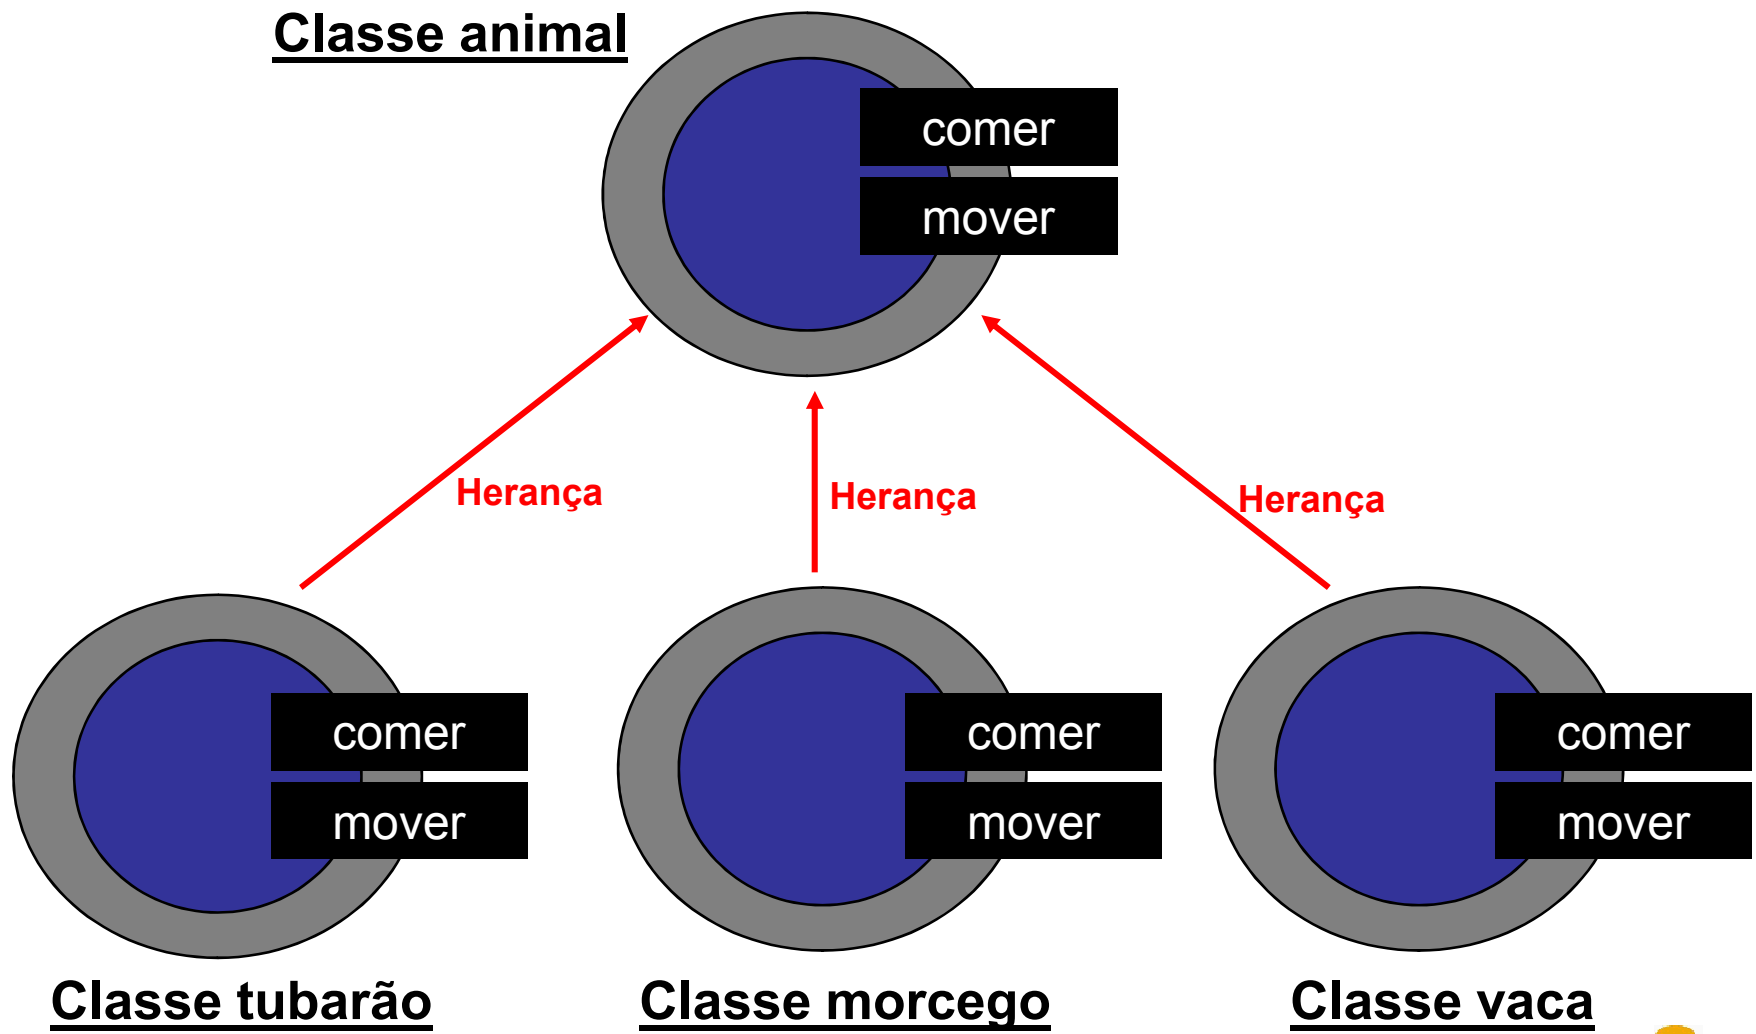 Classe animal
comer
mover
Herança
Herança
Herança
comer
mover
comer
mover
comer
mover
Classe tubarão
Classe morcego
Classe vaca